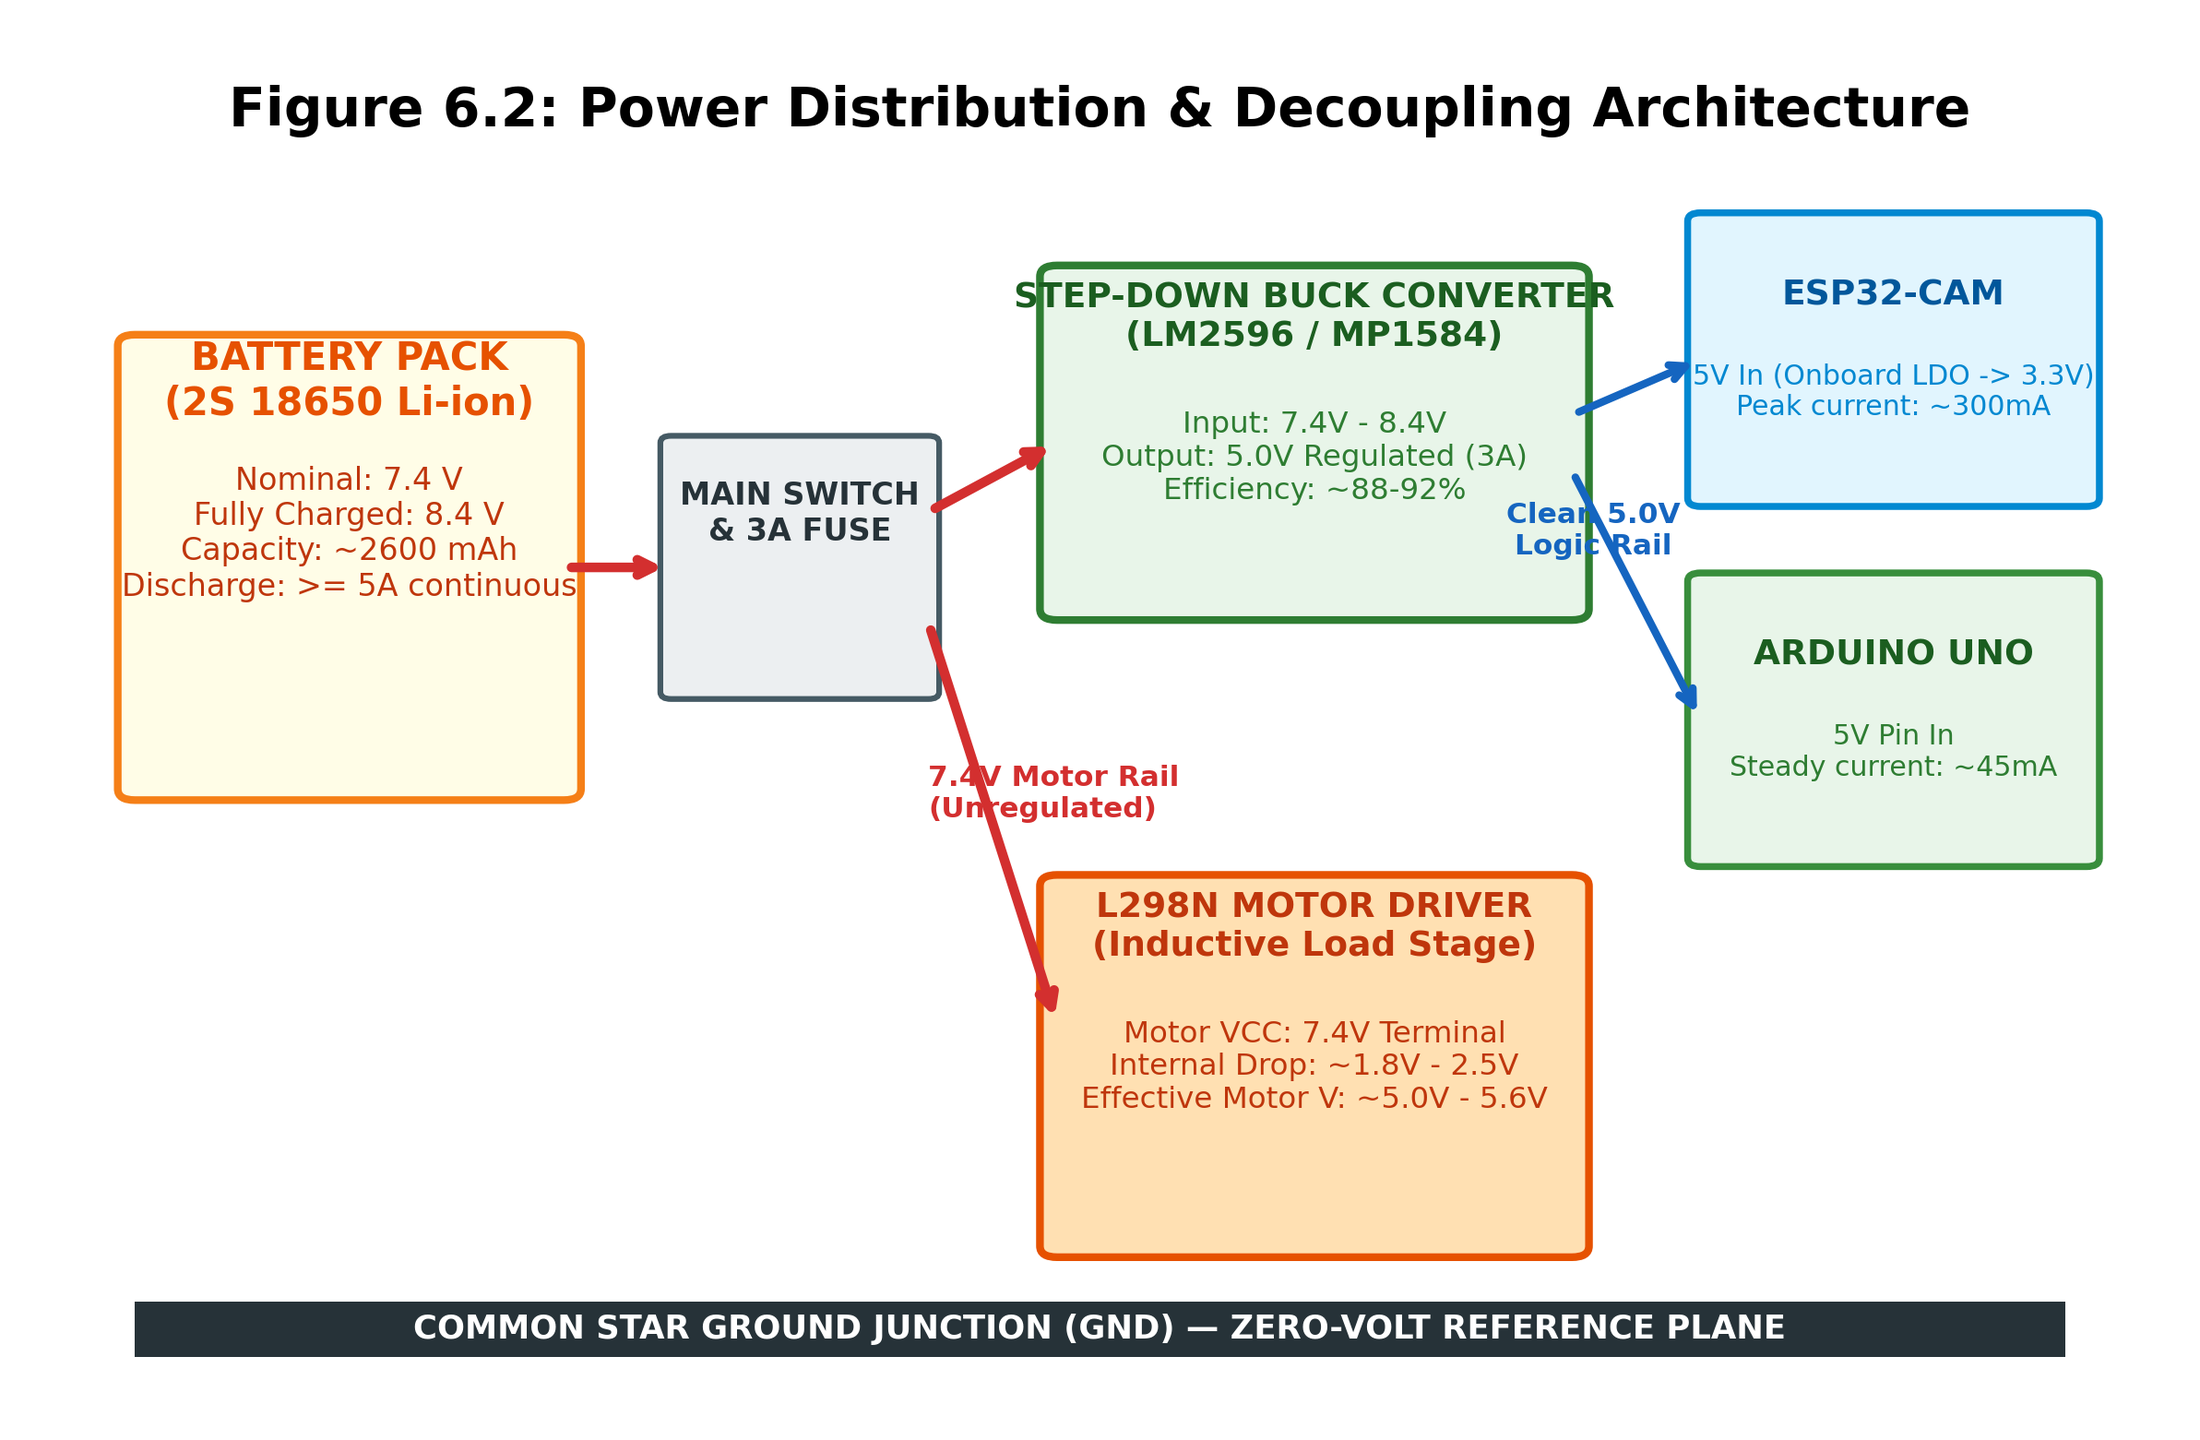 Figure 6.2: Power Distribution & Decoupling Architecture
BATTERY PACK
(2S 18650 Li-ion)
Nominal: 7.4 V
Fully Charged: 8.4 V
Capacity: ~2600 mAh
Discharge: >= 5A continuous
MAIN SWITCH
& 3A FUSE
STEP-DOWN BUCK CONVERTER
(LM2596 / MP1584)
Input: 7.4V - 8.4V
Output: 5.0V Regulated (3A)
Efficiency: ~88-92%
Clean 5.0V
Logic Rail
ESP32-CAM
5V In (Onboard LDO -> 3.3V)
Peak current: ~300mA
ARDUINO UNO
5V Pin In
Steady current: ~45mA
7.4V Motor Rail
(Unregulated)
L298N MOTOR DRIVER
(Inductive Load Stage)
Motor VCC: 7.4V Terminal
Internal Drop: ~1.8V - 2.5V
Effective Motor V: ~5.0V - 5.6V
COMMON STAR GROUND JUNCTION (GND) — ZERO-VOLT REFERENCE PLANE